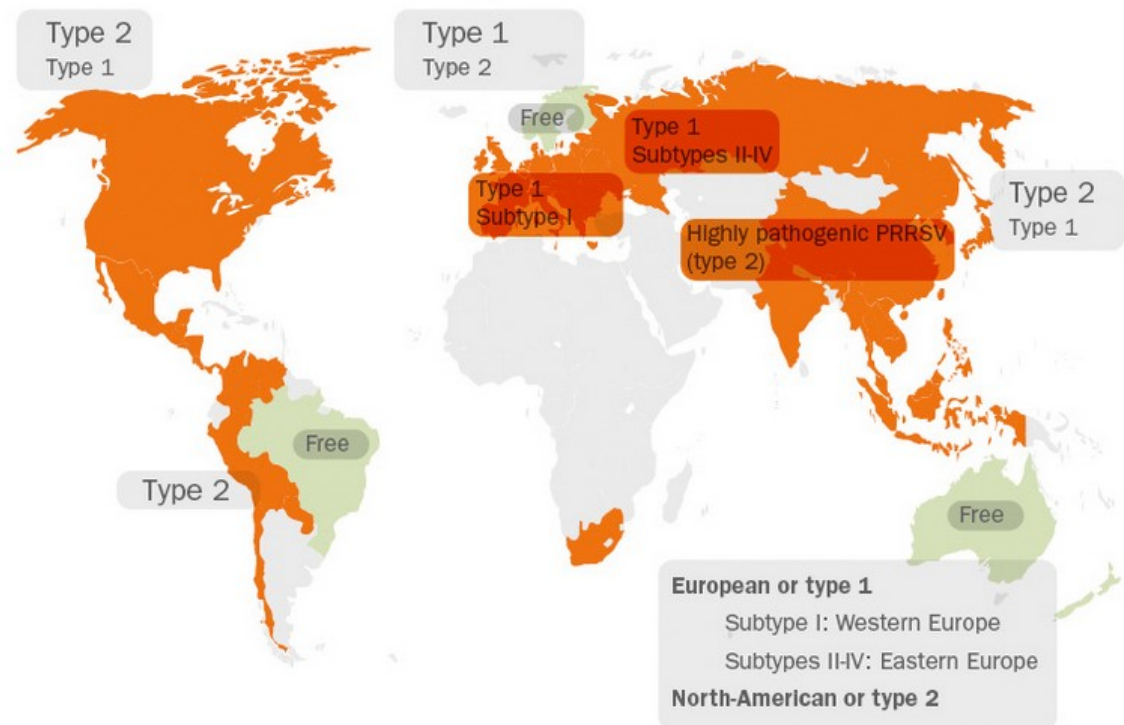 Type 2
Type 1
Type 1
Type 2
Free
Type 1
Subtypes II-IV
Type 1
Subtype I
Type 2
Type 1
Highly pathogenic PRRSV
(type 2)
Free
Type 2
Free
European or type 1
Subtype I: Western Europe
Subtypes II-IV: Eastern Europe
North-American or type 2